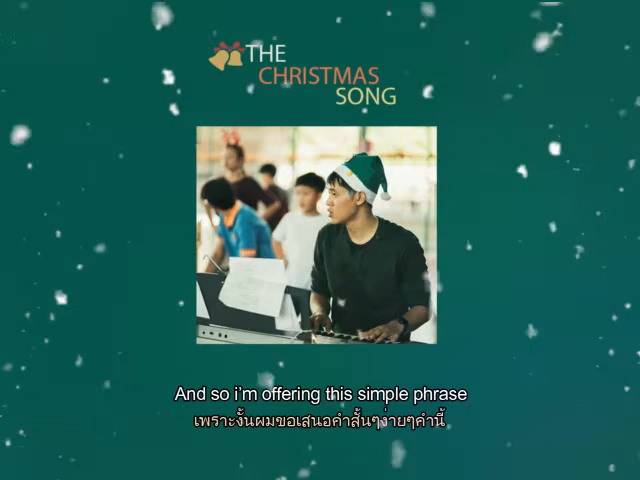 THE
CHRISTMAS
SONG
And so i'm offering this simple phrase
เพราะงั้นผมขอเสนอคำสั้นๆง่ายๆคำนี้